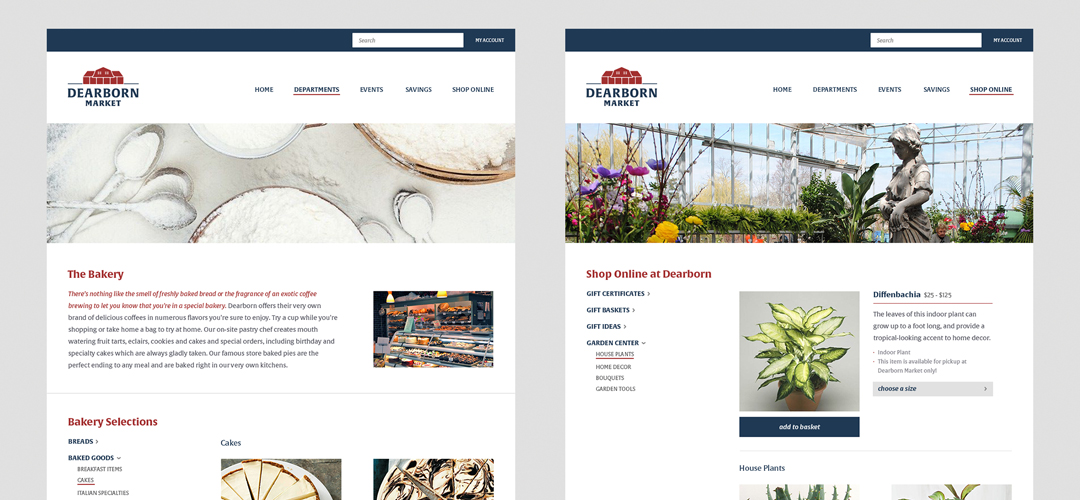 Search
MY ACCOUNT
DEARBORN
MARKET
HOME
DEPARTMENTS
EVENTS
SAVINGS
SHOP ONLINE
The Bakery
There's nothing like the smell of freshly baked bread or the fragrance of an exotic coffee
brewing to let you know that you're in a special bakery. Dearborn offers their very own
brand of delicious coffees in numerous flavors you're sure to enjoy. Try a cup while you're
shopping or take home a bag to try at home. Our on-site pastry chef creates mouth
watering fruit tarts, eclairs, cookies and cakes and special orders, including birthday and
specialty cakes which are always gladly taken. Our famous store baked pies are the
perfect ending to any meal and are baked right in our very own kitchens.
Bakery Selections
BREADS
BAKED GOODS
BREAKFAST ITEMS
CAKES
ITALIAN SPECIALTIES
Cakes
Search
MY ACCOUNT
DEARBORN
MARKET
HOME
DEPARTMENTS
EVENTS
SAVINGS
SHOP ONLINE
Shop Online at Dearborn
GIFT CERTIFICATES
GIFT BASKETS
GIFT IDEAS
GARDEN CENTER
HOUSE PLANTS
HOME DECOR
BOUQUETS
GARDEN TOOLS
add to basket
Diffenbachia $25 - $125
The leaves of this indoor plant can
grow up to a foot long, and provide a
tropical-looking accent to home decor.
- Indoor Plant
- This item is available for pickup at
Dearborn Market only!
choose a size
House Plants